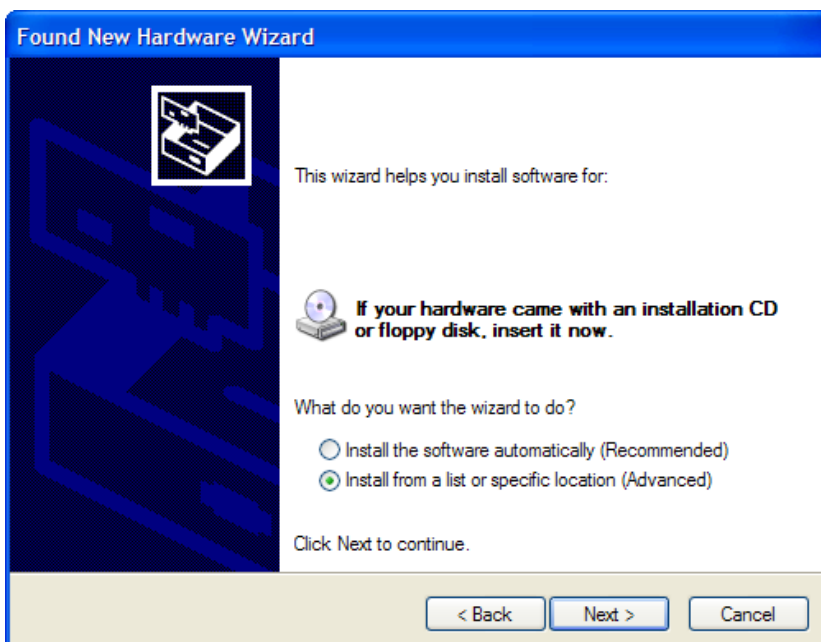 Found New Hardware Wizard
This wizard helps you install software for:
If your hardware came with an installation CD
or floppy disk, insert it now.
What do you want the wizard to do?
Install the software automatically (Recommended)
Install from a list or specific location (Advanced)
Click Next to continue.
< Back Next > Cancel